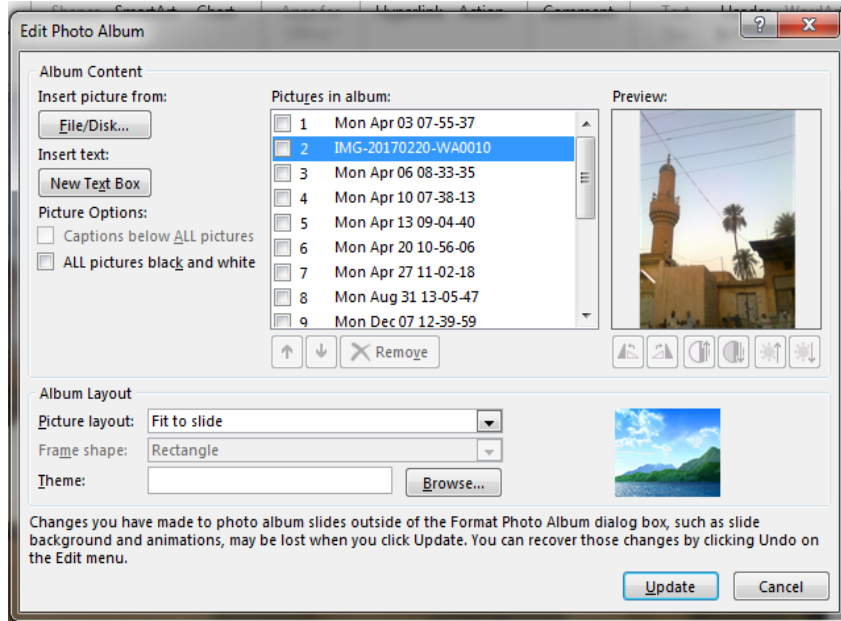 Edit Photo Album
Album Content
Insert picture from:
File/Disk...
Insert text:
New Text Box
Picture Options:
Captions below ALL pictures
ALL pictures black and white
Pictures in album:
1 Mon Apr 03 07-55-37
2 IMG-20170220-WA0010
3 Mon Apr 06 08-33-35
4 Mon Apr 10 07-38-13
5 Mon Apr 13 09-04-40
6 Mon Apr 20 10-56-06
7 Mon Apr 27 11-02-18
8 Mon Aug 31 13-05-47
9 Mon Dec 07 12-39-59
Remove
Preview:
Album Layout
Picture layout: Fit to slide
Frame shape: Rectangle
Theme:
Browse...
Changes you have made to photo album slides outside of the Format Photo Album dialog box, such as slide
background and animations, may be lost when you click Update. You can recover those changes by clicking Undo on
the Edit menu.
Update Cancel